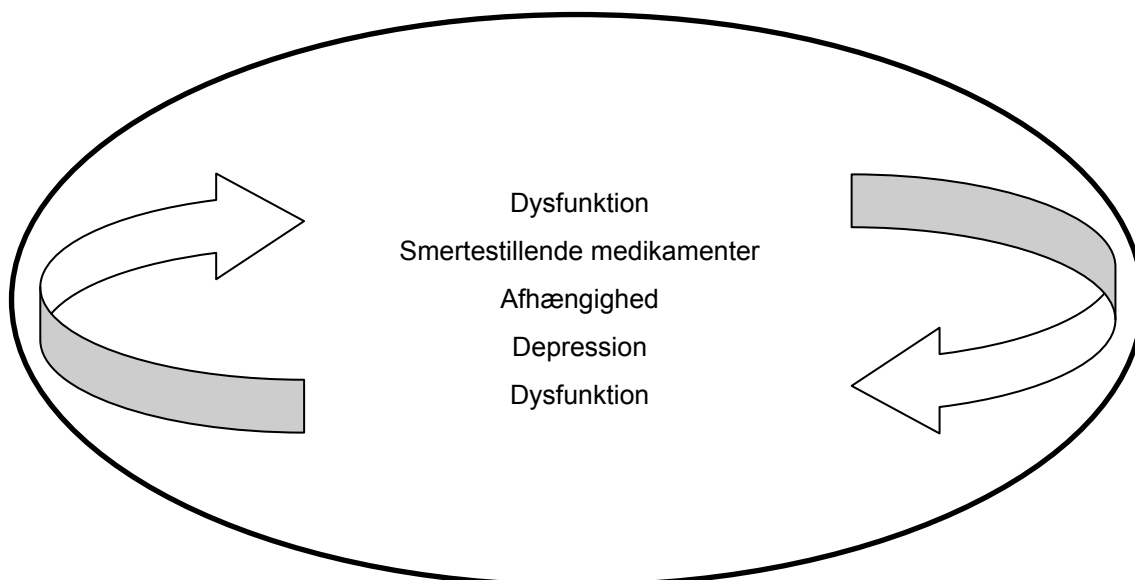 Dysfunktion
Smertestillende medikamenter
Afhængighed
Depression
Dysfunktion